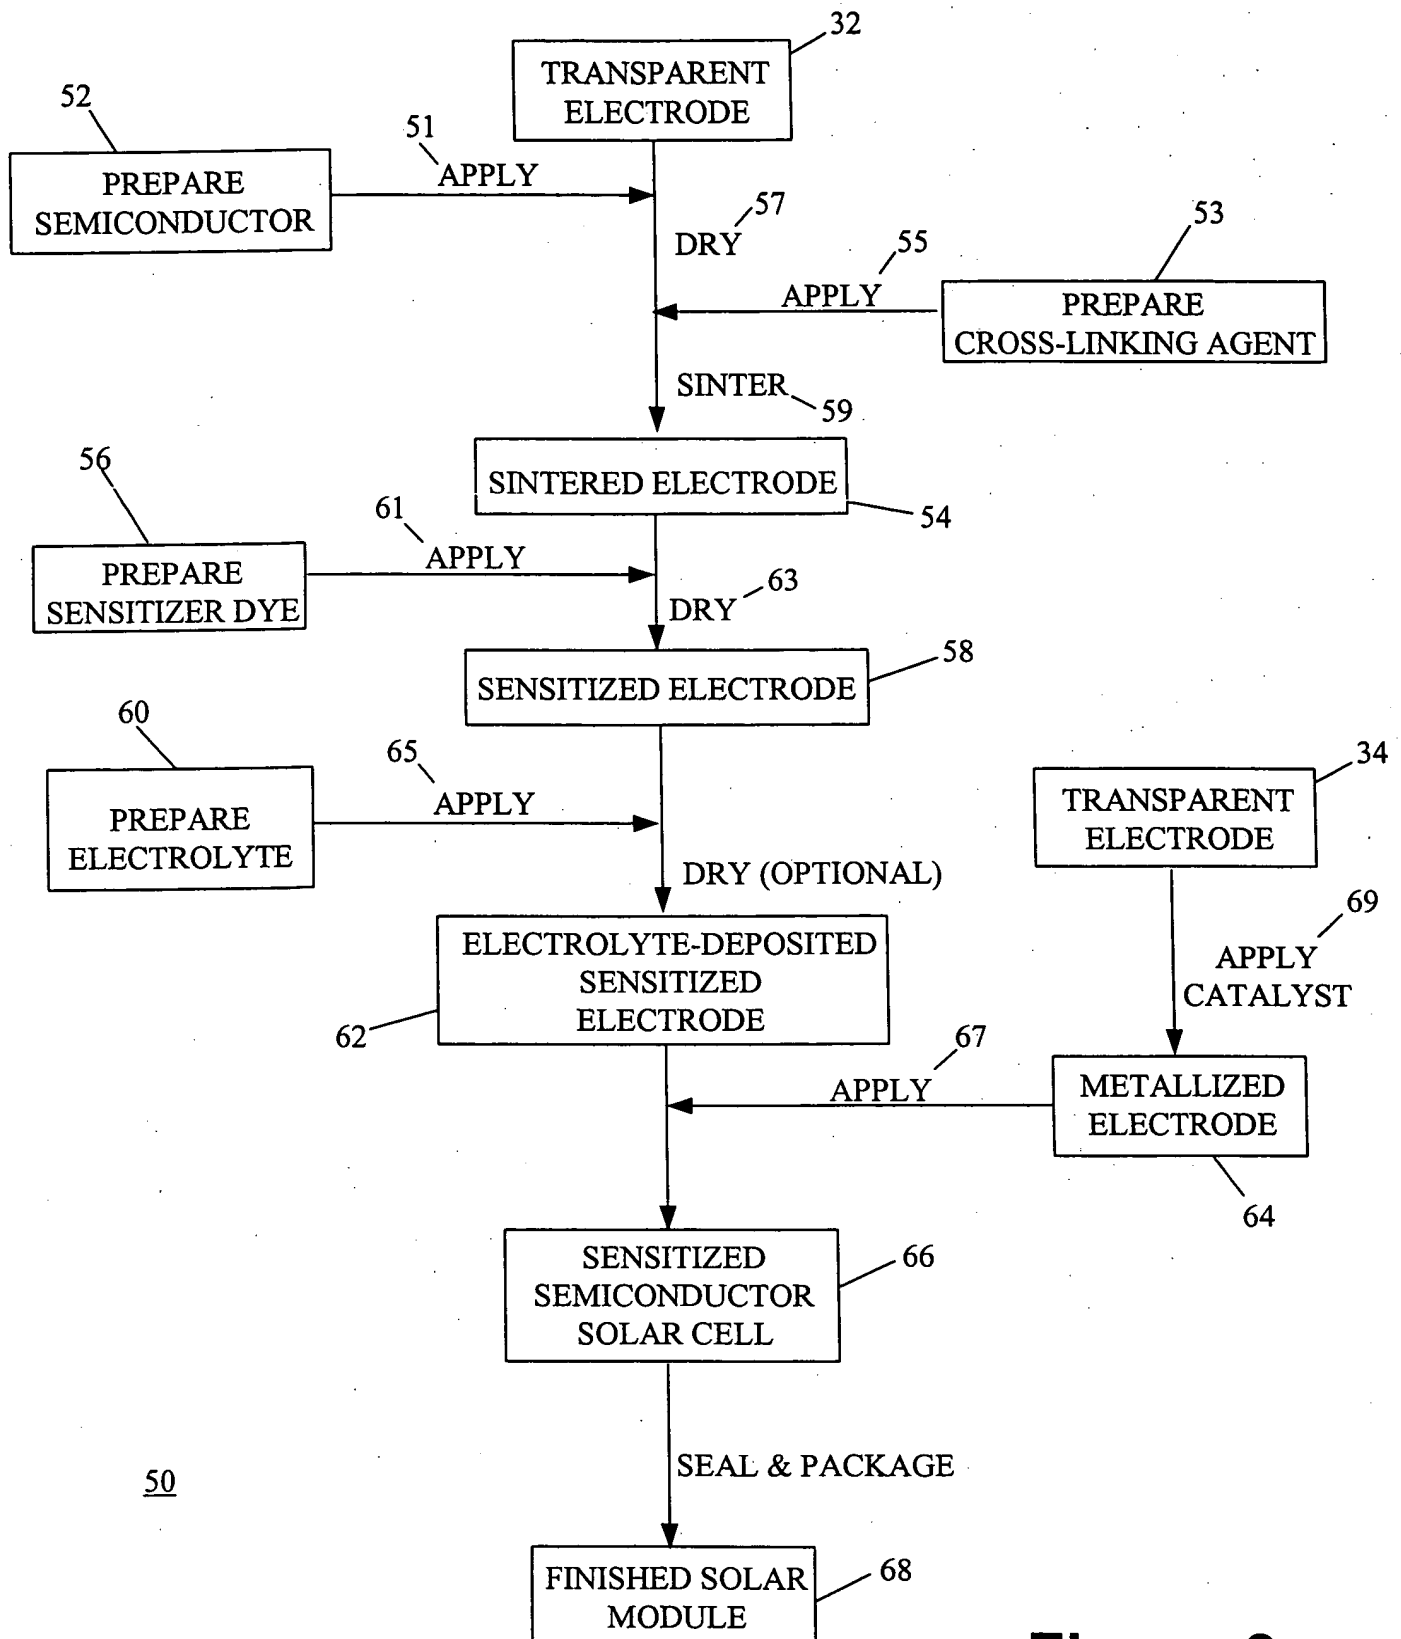 32
TRANSPARENT
ELECTRODE
52
51
APPLY
PREPARE
SEMICONDUCTOR
57
DRY
53
55
APPLY
PREPARE
CROSS-LINKING AGENT
SINTER
59
SINTERED ELECTRODE
54
56
61
APPLY
PREPARE
SENSITIZER DYE
63
DRY
58
SENSITIZED ELECTRODE
60
65
APPLY
PREPARE
ELECTROLYTE
34
TRANSPARENT
ELECTRODE
DRY (OPTIONAL)
69
APPLY
CATALYST
ELECTROLYTE-DEPOSITED
SENSITIZED
ELECTRODE
62
67
APPLY
METALLIZED
ELECTRODE
64
SENSITIZED
SEMICONDUCTOR
SOLAR CELL
66
SEAL & PACKAGE
50
FINISHED SOLAR
MODULE
68